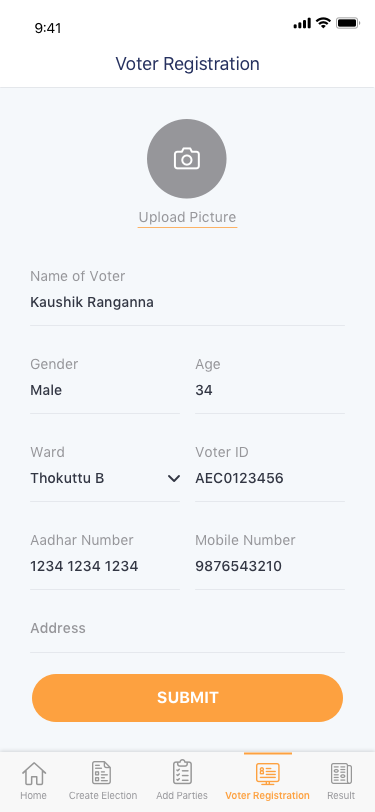 9:41
Voter Registration
Upload Picture
Name of Voter
Kaushik Ranganna
Gender Age
Male 34
Ward Voter ID
Thokuttu B AEC0123456
Aadhar Number Mobile Number
1234 1234 1234 9876543210
Address
SUBMIT
Home Create Election Add Parties Voter Registration Result